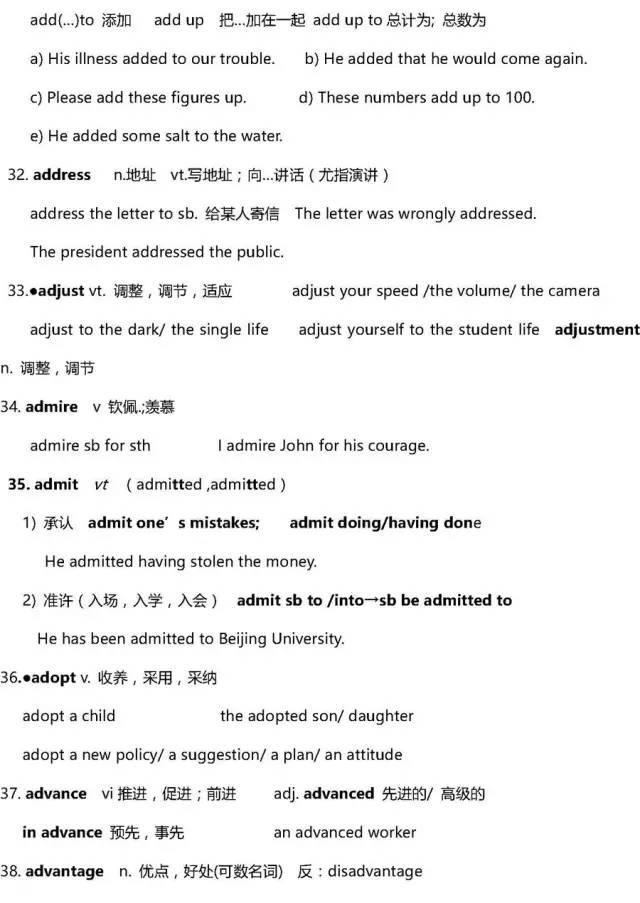 add(...)to 添加 add up 把...加在一起 add up to 总计为; 总数为
a) His illness added to our trouble. b) He added that he would come again.
c) Please add these figures up. d) These numbers add up to 100.
e) He added some salt to the water.
32. address n.地址 vt.写地址；向...讲话（尤指演讲）
address the letter to sb. 给某人寄信 The letter was wrongly addressed.
The president addressed the public.
33.●adjust vt. 调整，调节，适应 adjust your speed /the volume/ the camera
adjust to the dark/ the single life adjust yourself to the student life adjustment
n. 调整，调节
34. admire v 钦佩.;羡慕
admire sb for sth I admire John for his courage.
35. admit vt （admitted ,admitted）
1) 承认 admit one's mistakes; admit doing/having done
He admitted having stolen the money.
2) 准许（入场，入学，入会） admit sb to /into→sb be admitted to
He has been admitted to Beijing University.
36.●adopt v. 收养，采用，采纳
adopt a child the adopted son/ daughter
adopt a new policy/ a suggestion/ a plan/ an attitude
37. advance vi 推进，促进；前进 adj. advanced 先进的/ 高级的
in advance 预先，事先 an advanced worker
38. advantage n. 优点，好处(可数名词) 反：disadvantage